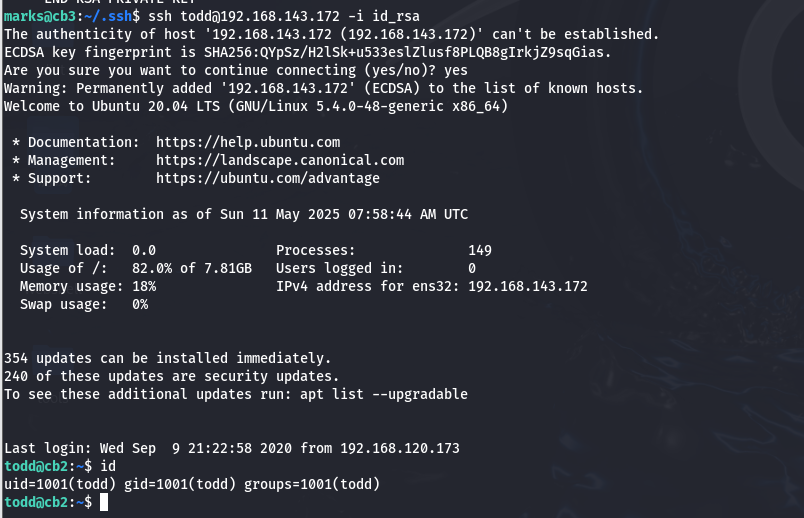 END RSA PRIVATE KEY
marks@cb3:~/.ssh$ ssh todd@192.168.143.172 -i id_rsa
The authenticity of host '192.168.143.172 (192.168.143.172)' can't be established.
ECDSA key fingerprint is SHA256:QYpSz/H2lSk+u533eslZlusf8PLQB8gIrkjZ9sqGias.
Are you sure you want to continue connecting (yes/no)? yes
Warning: Permanently added '192.168.143.172' (ECDSA) to the list of known hosts.
Welcome to Ubuntu 20.04 LTS (GNU/Linux 5.4.0-48-generic x86_64)
* Documentation:  https://help.ubuntu.com
* Management:     https://landscape.canonical.com
* Support:        https://ubuntu.com/advantage
System information as of Sun 11 May 2025 07:58:44 AM UTC
System load:  0.0               Processes:              149
Usage of /:   82.0% of 7.81GB   Users logged in:        0
Memory usage: 18%               IPv4 address for ens32: 192.168.143.172
Swap usage:   0%
354 updates can be installed immediately.
240 of these updates are security updates.
To see these additional updates run: apt list --upgradable
Last login: Wed Sep  9 21:22:58 2020 from 192.168.120.173
todd@cb2:~$ id
uid=1001(todd) gid=1001(todd) groups=1001(todd)
todd@cb2:~$